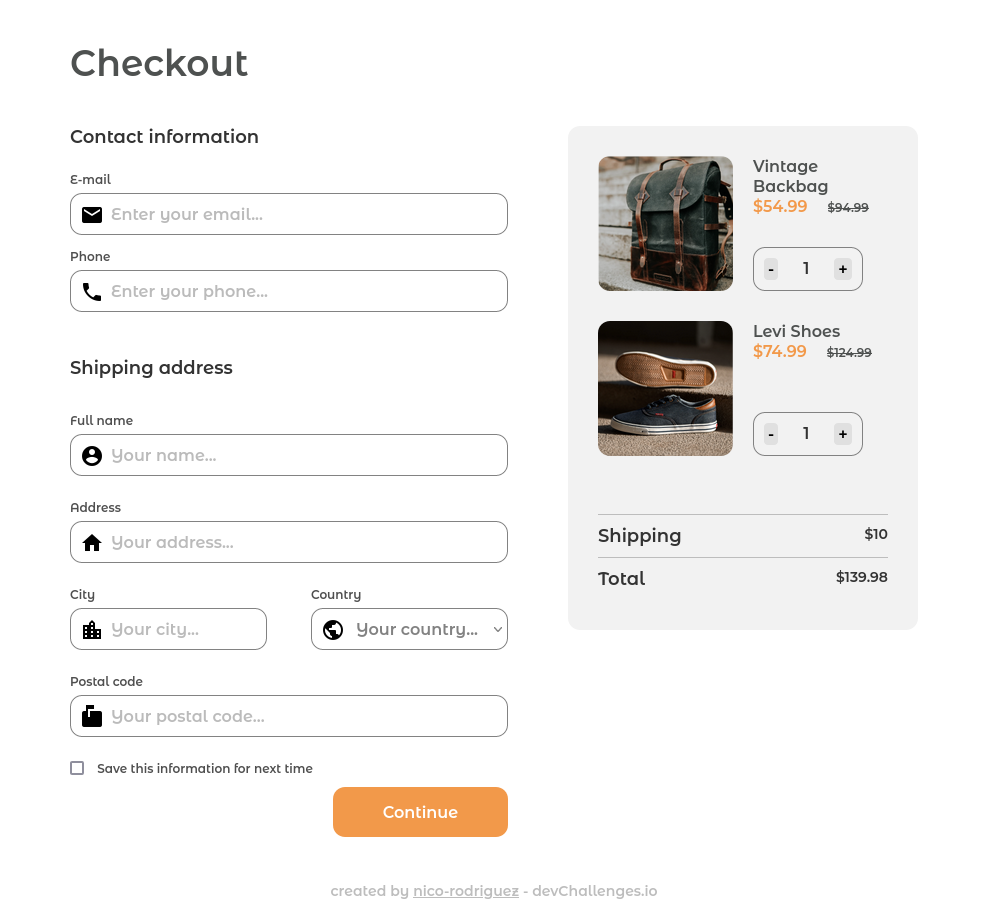 Checkout
Contact information
E-mail
Enter your email...
Phone
Enter your phone...
Shipping address
Full name
Your name...
Address
Your address...
City
Your city...
Country
Your country...
Postal code
Your postal code...
Save this information for next time
Continue
Vintage
Backbag
$54.99 $94.99
- 1 +
Levi Shoes
$74.99 $124.99
- 1 +
Shipping $10
Total $139.98
created by nico-rodriguez - devChallenges.io